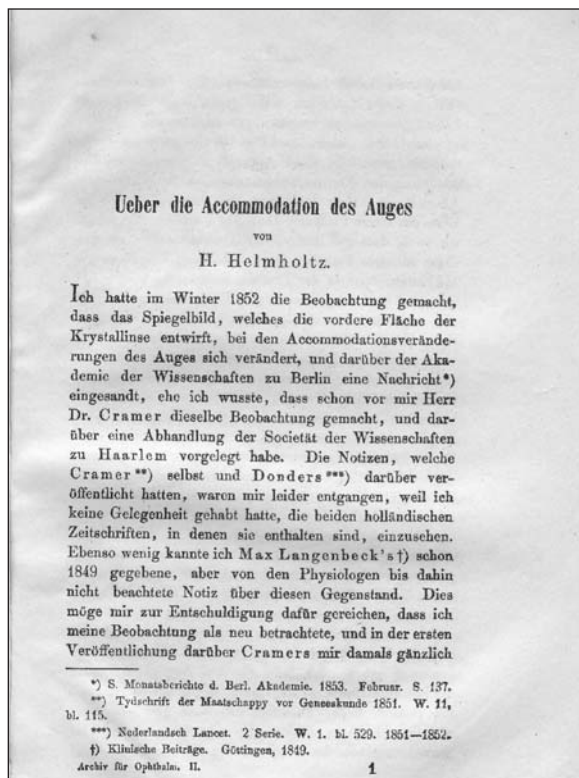 Ueber die Accommodation des Auges
von
H. Helmholtz.
Ich hatte im Winter 1852 die Beobachtung gemacht,
dass das Spiegelbild, welches die vordere Fläche der
Krystallinse entwirft, bei den Accommodationsverände-
rungen des Auges sich verändert, und darüber der Aka-
demie der Wissenschaften zu Berlin eine Nachricht*)
eingesandt, ehe ich wusste, dass schon vor mir Herr
Dr. Cramer dieselbe Beobachtung gemacht, und dar-
über eine Abhandlung der Societät der Wissenschaften
zu Haarlem vorgelegt habe. Die Notizen, welche
Cramer**) selbst und Donders***) darüber ver-
öffentlicht hatten, waren mir leider entgangen, weil ich
keine Gelegenheit gehabt hatte, die beiden holländischen
Zeitschriften, in denen sie enthalten sind, einzusehen.
Ebenso wenig kannte ich Max Langenbeck's†) schon
1849 gegebene, aber von den Physiologen bis dahin
nicht beachtete Notiz über diesen Gegenstand. Dies
möge mir zur Entschuldigung dafür gereichen, dass ich
meine Beobachtung als neu betrachtete, und in der ersten
Veröffentlichung darüber Cramers mir damals gänzlich
*) S. Monatsberichte d. Berl. Akademie. 1853. Februar. S. 137.
**) Tydschrift der Maatschappy vor Geneeskunde 1851. W. 11,
bl. 115.
***) Nederlandsch Lancet. 2 Serie. W. 1. bl. 529. 1851—1852.
†) Klinische Beiträge. Göttingen, 1849.
Archiv für Ophthalm. II. 1